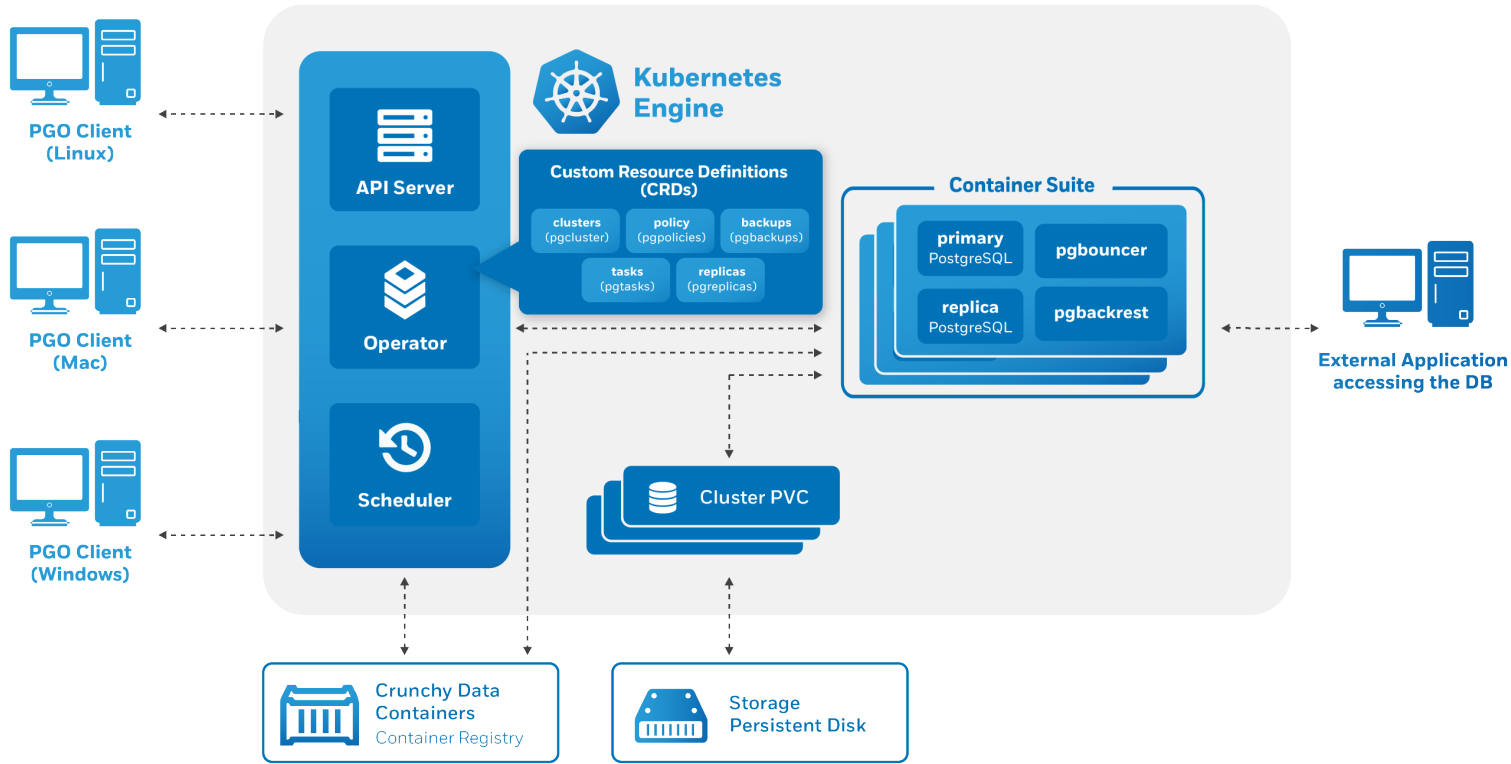 PGO Client
(Linux)
PGO Client
(Mac)
PGO Client
(Windows)
API Server
Operator
Scheduler
Kubernetes
Engine
Custom Resource Definitions
(CRDs)
clusters
(pgcluster)
policy
(pgpolicies)
backups
(pgbackups)
tasks
(pgtasks)
replicas
(pgreplicas)
Container Suite
primary
PostgreSQL
pgbouncer
replica
PostgreSQL
pgbackrest
External Application
accessing the DB
Cluster PVC
Crunchy Data
Containers
Container Registry
Storage
Persistent Disk